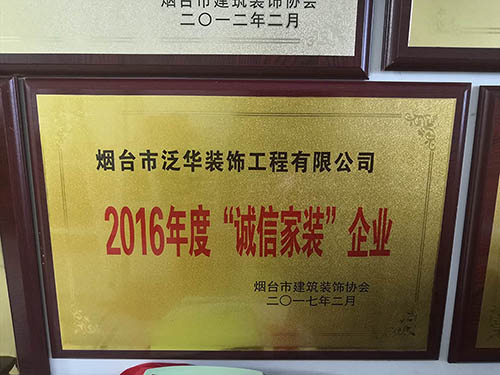 烟台市建筑装饰协会
二〇一二年二月
烟台市泛华装饰工程有限公司
2016年度“诚信家装”企业
烟台市建筑装饰协会
二〇一七年二月